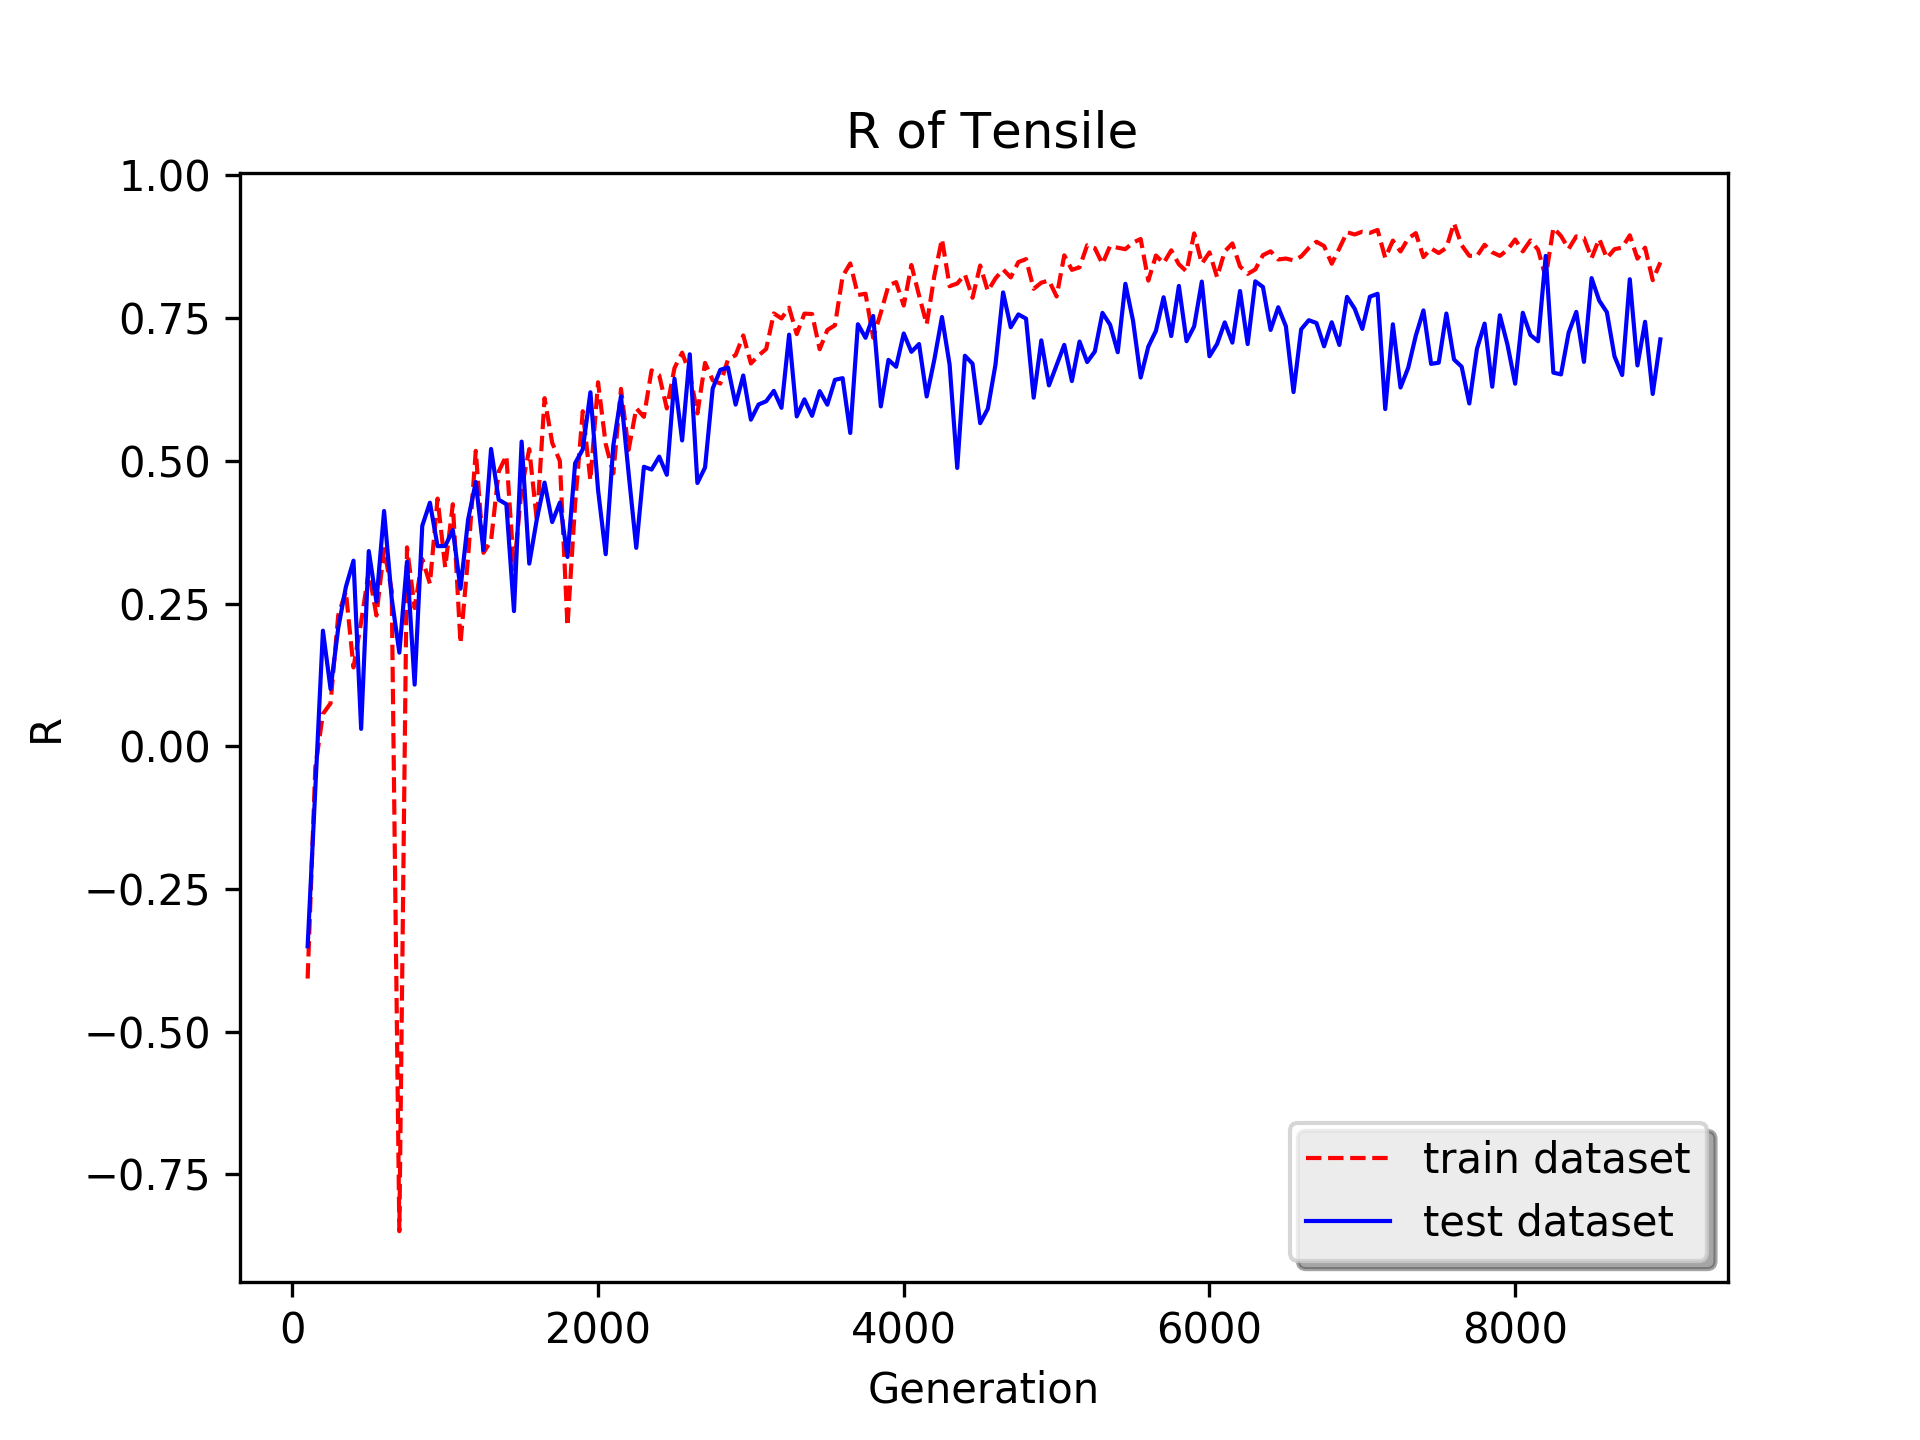 R of Tensile
1.00
0.75
0.50
0.25
0.00
−0.25
−0.50
−0.75
R
train dataset
test dataset
0 2000 4000 6000 8000
Generation